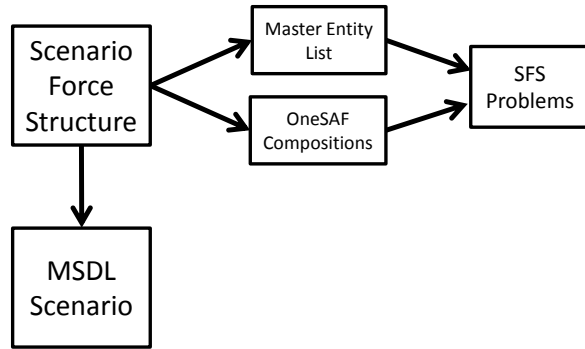 Scenario
Force
Structure
Master Entity
List
OneSAF
Compositions
SFS
Problems
MSDL
Scenario